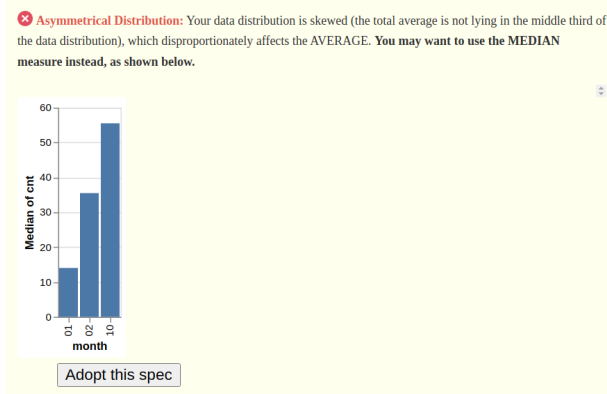 Asymmetrical Distribution: Your data distribution is skewed (the total average is not lying in the middle third of
the data distribution), which disproportionately affects the AVERAGE. You may want to use the MEDIAN
measure instead, as shown below.
60
50
40
30
20
10
0
Median of cnt
01
02
10
month
Adopt this spec